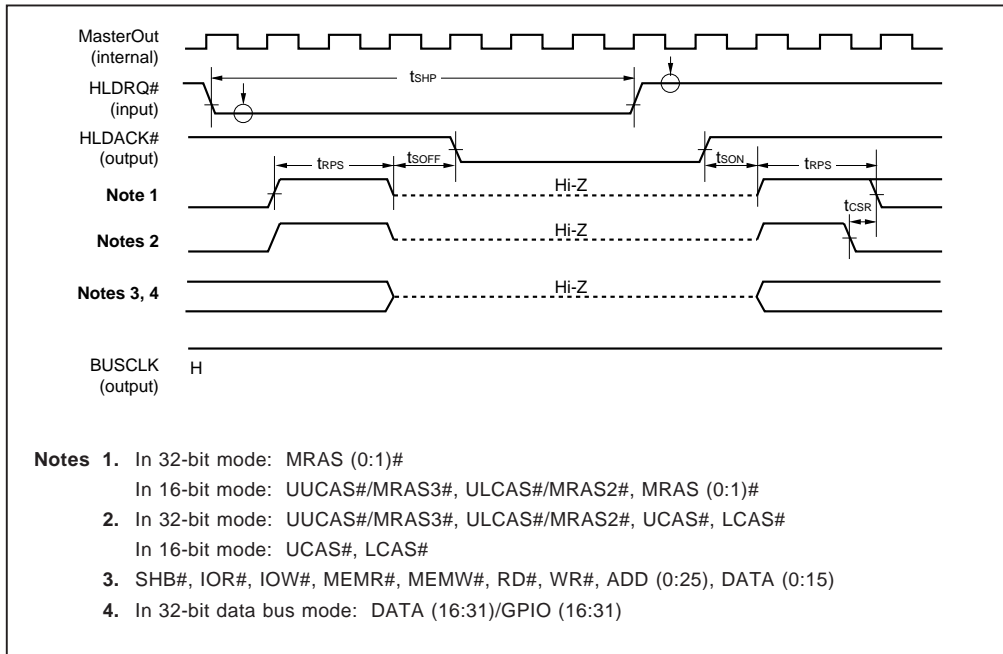 MasterOut
(internal)
tSHP
HLDRQ#
(input)
HLDACK#
(output)
tRPS
tSOFF
tSON
tRPS
Note 1
Hi-Z
tCSR
Notes 2
Hi-Z
Notes 3, 4
Hi-Z
BUSCLK
(output)
H
Notes 1. In 32-bit mode: MRAS (0:1)#
In 16-bit mode: UUCAS#/MRAS3#, ULCAS#/MRAS2#, MRAS (0:1)#
2. In 32-bit mode: UUCAS#/MRAS3#, ULCAS#/MRAS2#, UCAS#, LCAS#
In 16-bit mode: UCAS#, LCAS#
3. SHB#, IOR#, IOW#, MEMR#, MEMW#, RD#, WR#, ADD (0:25), DATA (0:15)
4. In 32-bit data bus mode: DATA (16:31)/GPIO (16:31)